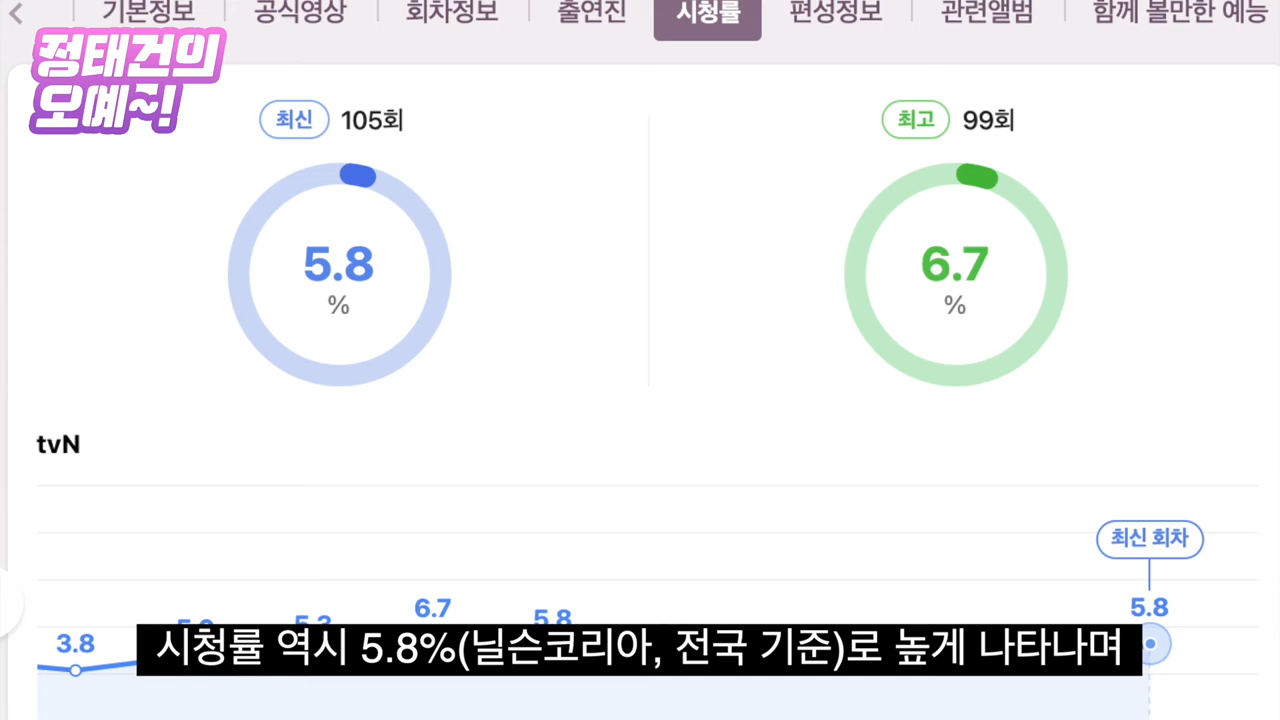 기본정보 공식영상 회차정보 출연진 시청률 편성정보 관련앨범 함께 볼만한 예능
정태건의
오예~!
최신 105회
최고 99회
5.8
%
6.7
%
tvN
최신 회차
3.8
6.7
5.8
5.8
시청률 역시 5.8%(닐슨코리아, 전국 기준)로 높게 나타나며